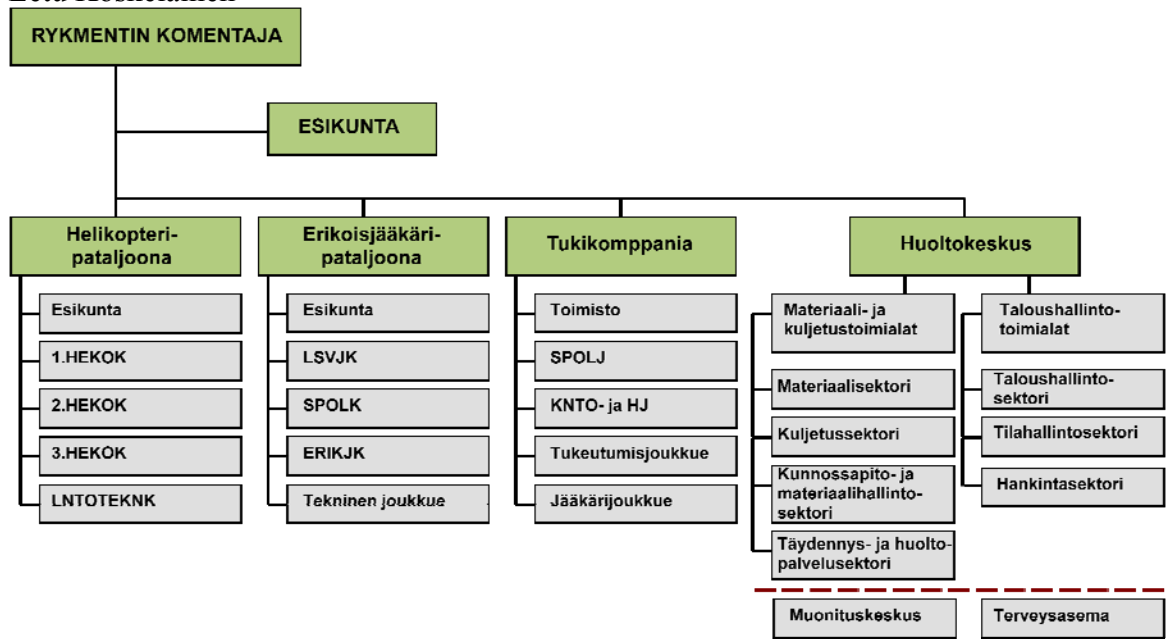 RYKMENTIN KOMENTAJA
ESIKUNTA
Helikopteri-
pataljoona
Esikunta
1.HEKOK
2.HEKOK
3.HEKOK
LNTOTEKNK
Erikoisjääkäri-
pataljoona
Esikunta
LSVJK
SPOLK
ERIKJK
Tekninen joukkue
Tukikomppania
Toimisto
SPOLJ
KNTO- ja HJ
Tukeutumisjoukkue
Jääkärijoukkue
Huoltokeskus
Materiaali- ja
kuljetustoimialat
Materiaalisektori
Kuljetussektori
Kunnossapito- ja
materiaalihallinto-
sektori
Täydennys- ja huolto-
palvelusektori
Taloushallinto-
toimialat
Taloushallinto-
sektori
Tilahallintosektori
Hankintasektori
Muonituskeskus
Terveysasema